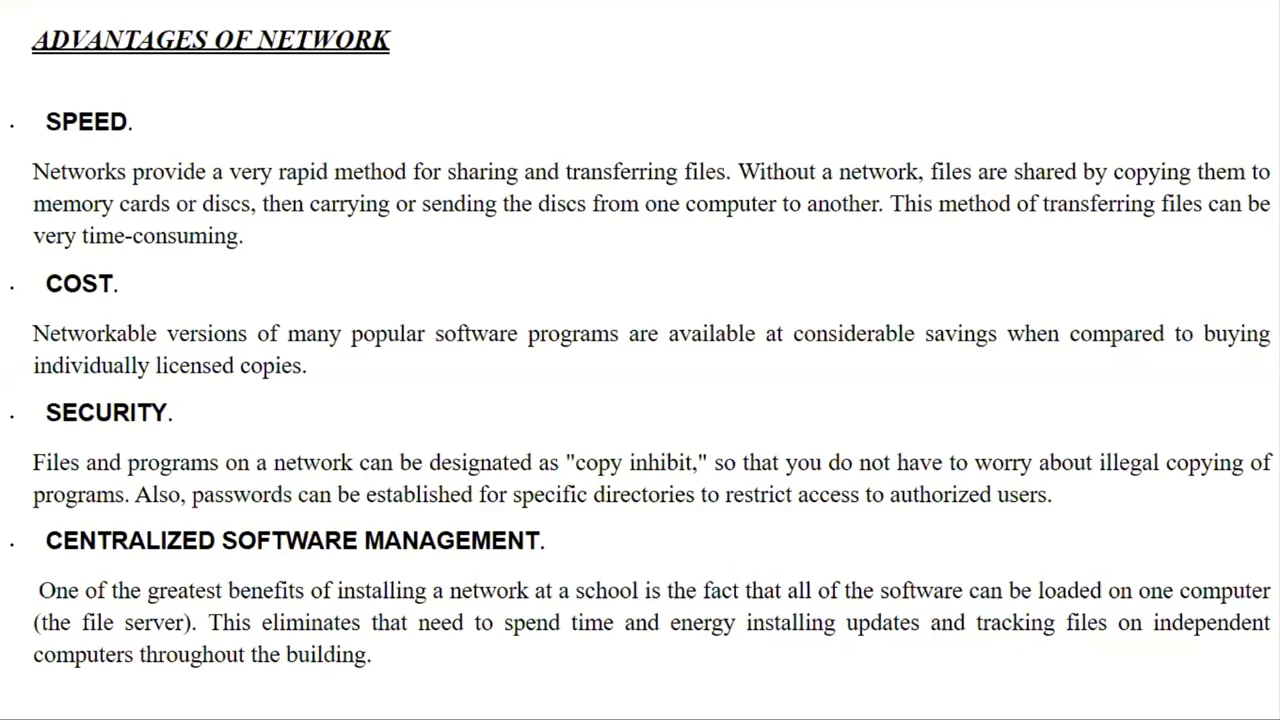 ADVANTAGES OF NETWORK
· SPEED.
Networks provide a very rapid method for sharing and transferring files. Without a network, files are shared by copying them to
memory cards or discs, then carrying or sending the discs from one computer to another. This method of transferring files can be
very time-consuming.
· COST.
Networkable versions of many popular software programs are available at considerable savings when compared to buying
individually licensed copies.
· SECURITY.
Files and programs on a network can be designated as "copy inhibit," so that you do not have to worry about illegal copying of
programs. Also, passwords can be established for specific directories to restrict access to authorized users.
· CENTRALIZED SOFTWARE MANAGEMENT.
One of the greatest benefits of installing a network at a school is the fact that all of the software can be loaded on one computer
(the file server). This eliminates that need to spend time and energy installing updates and tracking files on independent
computers throughout the building.